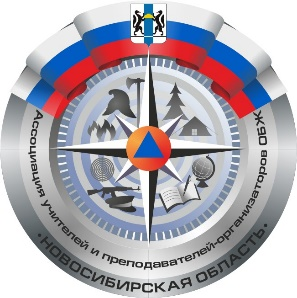 Ассоциация учителей и преподавателей-организаторов ОБЖ
•НОВОСИБИРСКАЯ ОБЛАСТЬ•